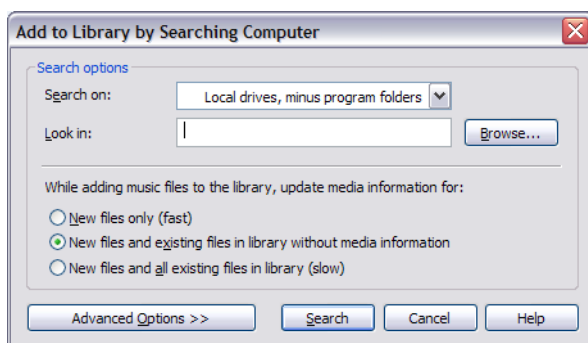 Add to Library by Searching Computer
Search options
Search on: Local drives, minus program folders
Look in: Browse...
While adding music files to the library, update media information for:
New files only (fast)
New files and existing files in library without media information
New files and all existing files in library (slow)
Advanced Options >> Search Cancel Help